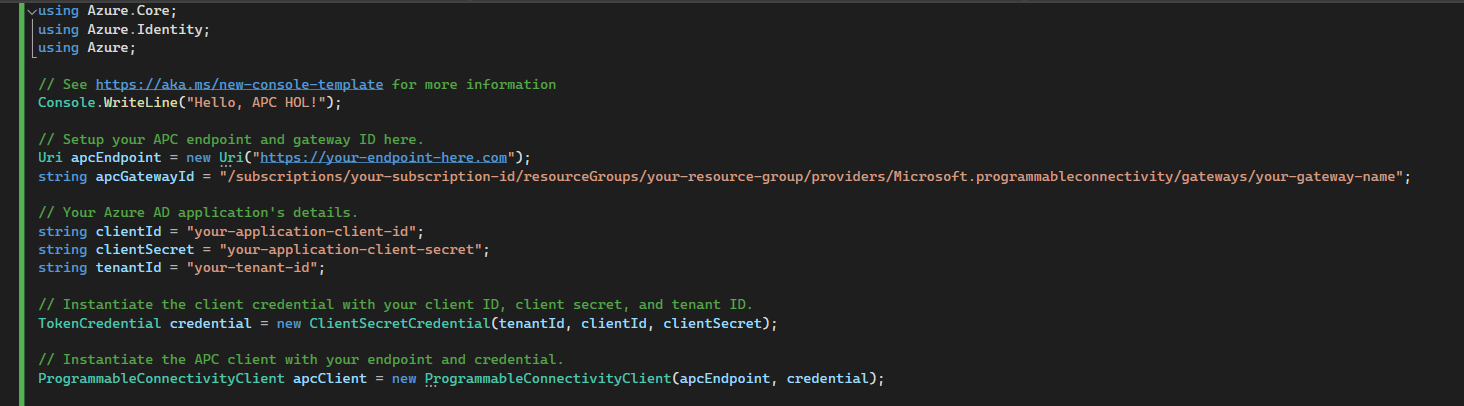 using Azure.Core;
using Azure.Identity;
using Azure;
// See https://aka.ms/new-console-template for more information
Console.WriteLine("Hello, APC HOL!");
// Setup your APC endpoint and gateway ID here.
Uri apcEndpoint = new Uri("https://your-endpoint-here.com");
string apcGatewayId = "/subscriptions/your-subscription-id/resourceGroups/your-resource-group/providers/Microsoft.programmableconnectivity/gateways/your-gateway-name";
// Your Azure AD application's details.
string clientId = "your-application-client-id";
string clientSecret = "your-application-client-secret";
string tenantId = "your-tenant-id";
// Instantiate the client credential with your client ID, client secret, and tenant ID.
TokenCredential credential = new ClientSecretCredential(tenantId, clientId, clientSecret);
// Instantiate the APC client with your endpoint and credential.
ProgrammableConnectivityClient apcClient = new ProgrammableConnectivityClient(apcEndpoint, credential);